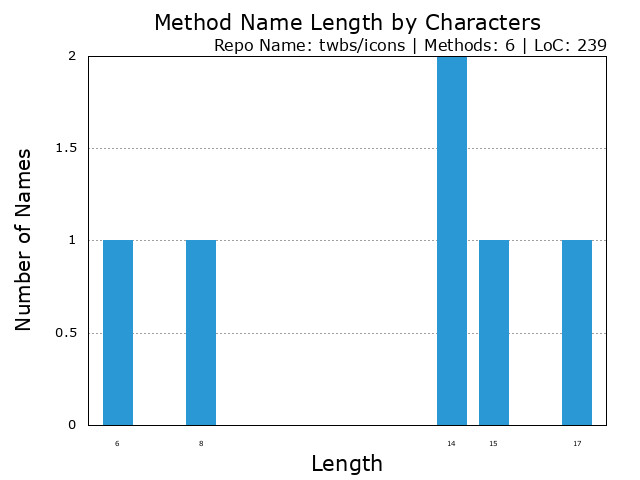 Method Name Length by Characters
Repo Name: twbs/icons | Methods: 6 | LoC: 239
2
1.5
1
0.5
0
Number of Names
6 8 14 15 17
Length